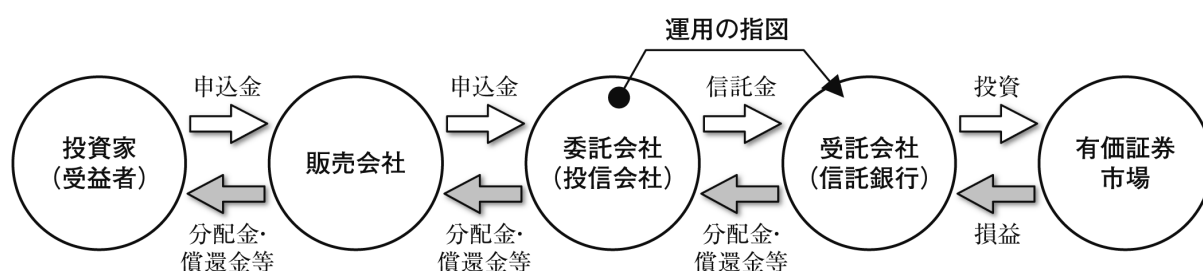 運用の指図
申込金
申込金
信託金
投資
投資家
（受益者）
販売会社
委託会社
（投信会社）
受託会社
（信託銀行）
有価証券
市場
分配金・
償還金等
分配金・
償還金等
分配金・
償還金等
損益